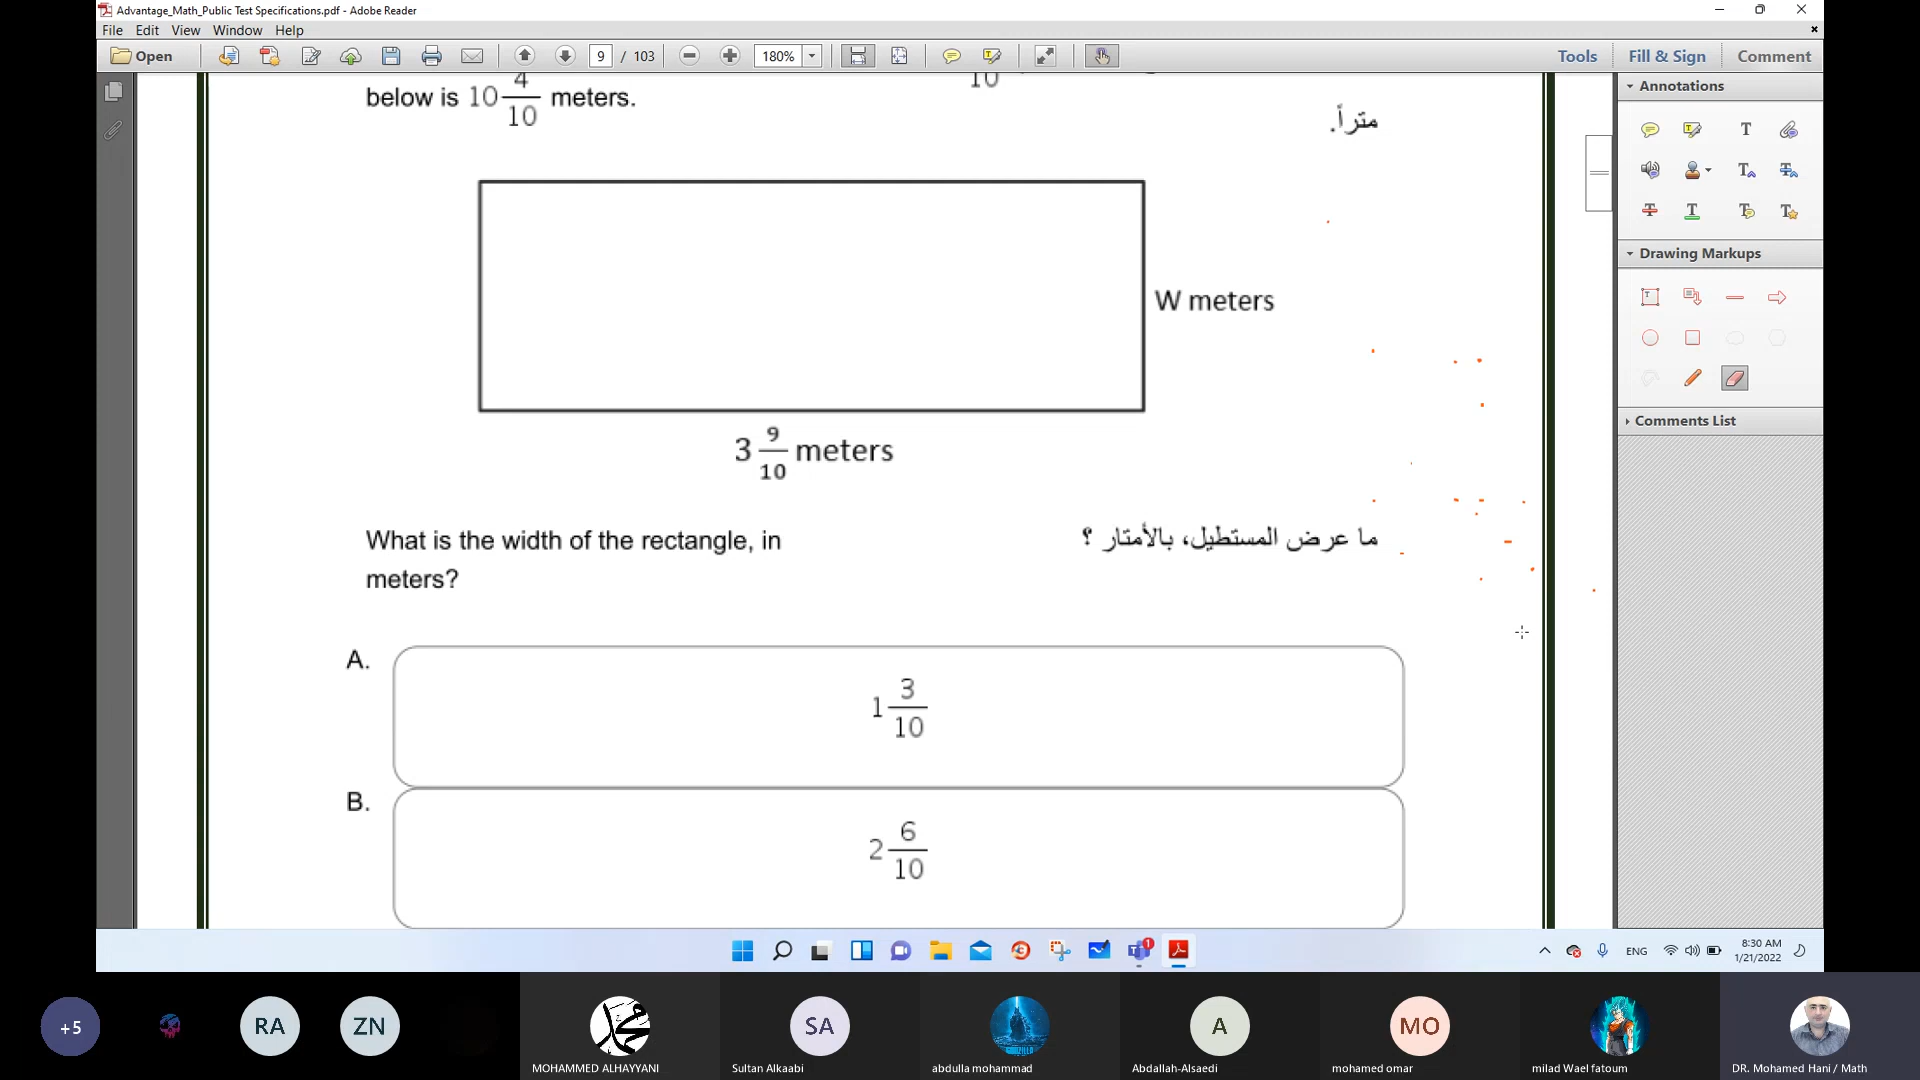 Advantage_Math_Public Test Specifications.pdf - Adobe Reader
File Edit View Window Help
Open 9 / 103 180% Tools Fill & Sign Comment
Annotations
Drawing Markups
Comments List
below is 10 4/10 meters.
10
متراً.
W meters
3 9/10 meters
What is the width of the rectangle, in
meters?
ما عرض المستطيل، بالأمتار ؟
A.
1 3/10
B.
2 6/10
ENG
8:30 AM
1/21/2022
+5
RA
ZN
SA
A
MO
MOHAMMED ALHAYYANI
Sultan Alkaabi
abdulla mohammad
Abdallah-Alsaedi
mohamed omar
milad Wael fatoum
DR. Mohamed Hani / Math